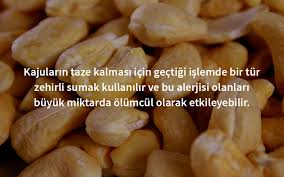 Kajuların taze kalması için geçtiği işlemde bir tür
zehirli sumak kullanılır ve bu alerjisi olanları
büyük miktarda ölümcül olarak etkileyebilir.